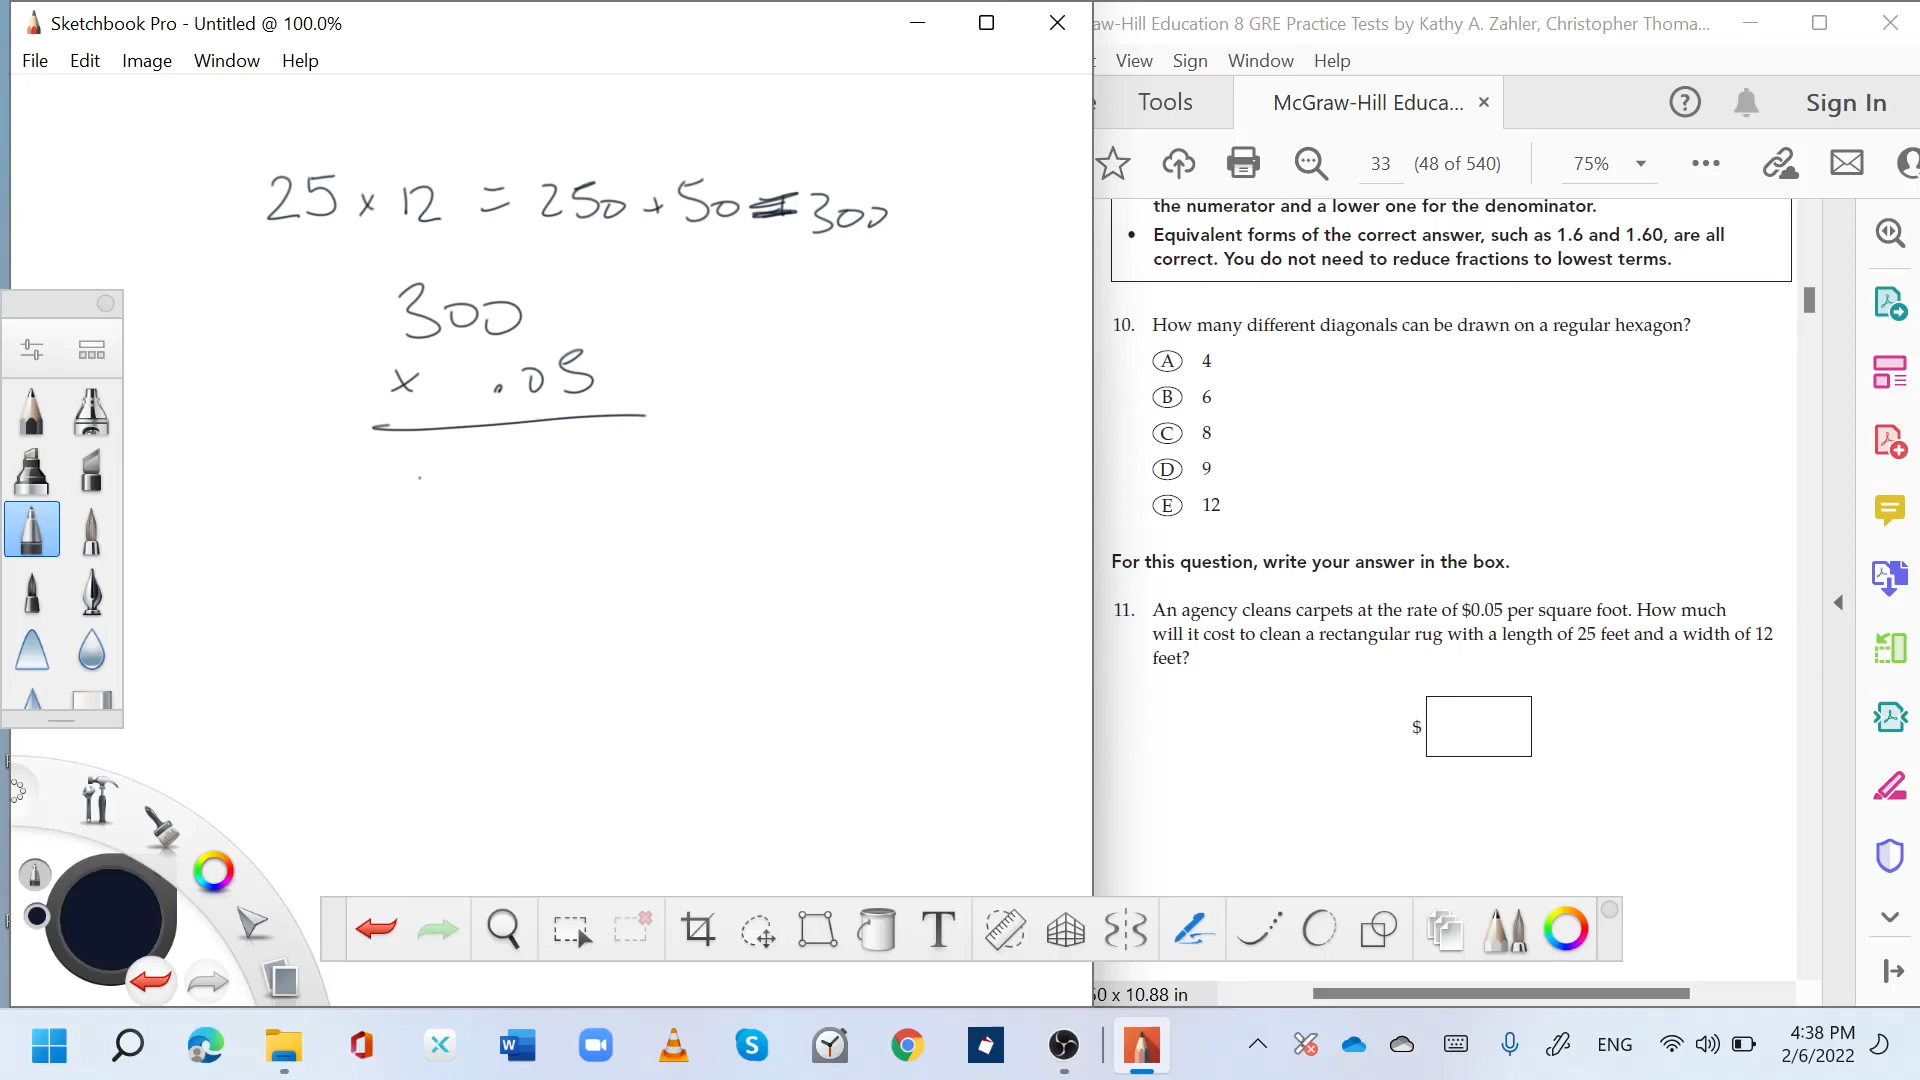 Sketchbook Pro - Untitled @ 100.0%
File Edit Image Window Help
25 x 12 = 250 + 50 = 300
300
x .05
aw-Hill Education 8 GRE Practice Tests by Kathy A. Zahler, Christopher Thoma...
View Sign Window Help
Tools
McGraw-Hill Educa... ×
Sign In
33 (48 of 540)
75%
the numerator and a lower one for the denominator.
• Equivalent forms of the correct answer, such as 1.6 and 1.60, are all
correct. You do not need to reduce fractions to lowest terms.
10. How many different diagonals can be drawn on a regular hexagon?
A 4
B 6
C 8
D 9
E 12
For this question, write your answer in the box.
11. An agency cleans carpets at the rate of $0.05 per square foot. How much
will it cost to clean a rectangular rug with a length of 25 feet and a width of 12
feet?
$
T
0 x 10.88 in
ENG
4:38 PM
2/6/2022